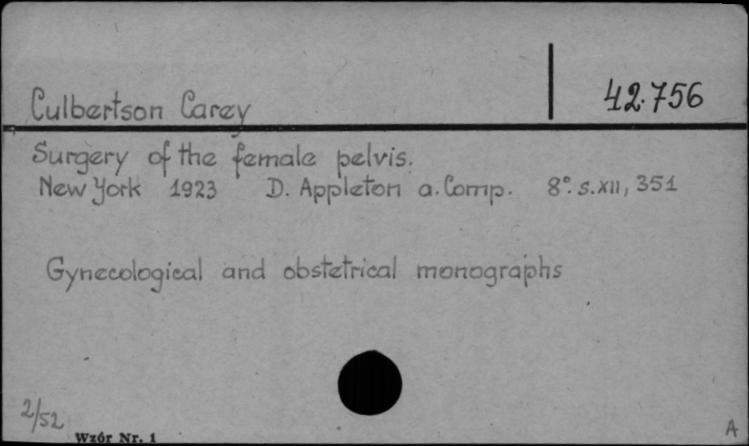 Culbertson Carey
42.756
Surgery of the female pelvis.
New York 1923 D. Appleton a. Comp. 8° s. XII, 351
Gynecological and obstetrical monographs
2/52
Wzór Nr. 1
A